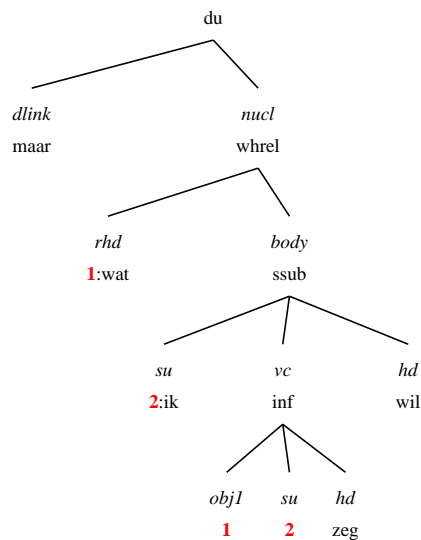 du
dlink nucl
maar whrel
rhd body
1:wat ssub
su vc hd
2:ik inf wil
obj1 su hd
1 2 zeg